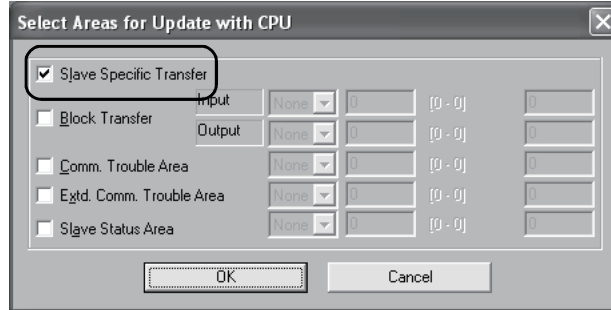 Select Areas for Update with CPU
Slave Specific Transfer
Input None 0 [0 - 0] 0
Block Transfer
Output None 0 [0 - 0] 0
Comm. Trouble Area None 0 [0 - 0] 0
Extd. Comm. Trouble Area None 0 [0 - 0] 0
Slave Status Area None 0 [0 - 0] 0
OK Cancel